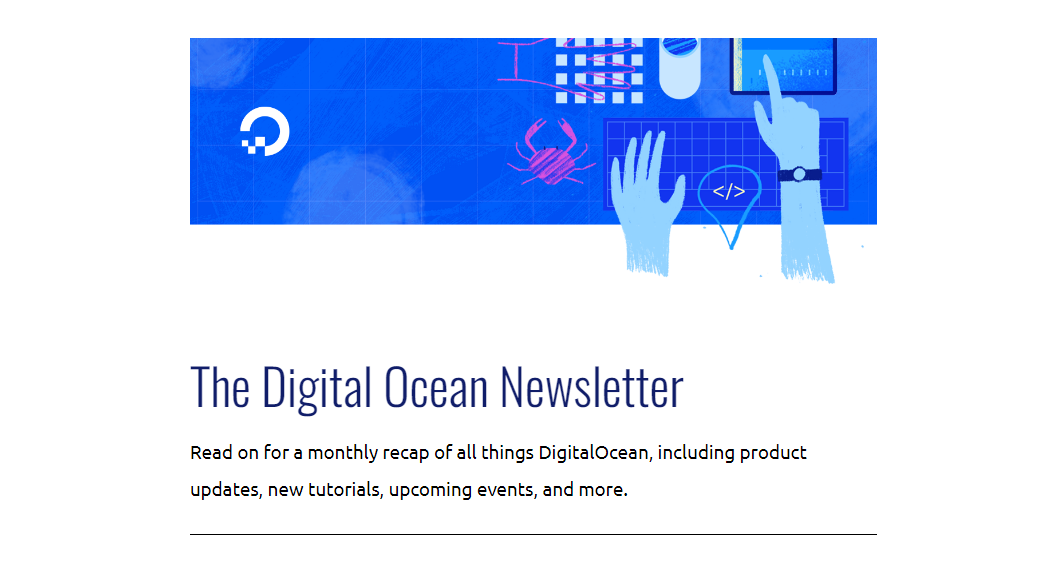 </>
The Digital Ocean Newsletter
Read on for a monthly recap of all things DigitalOcean, including product
updates, new tutorials, upcoming events, and more.